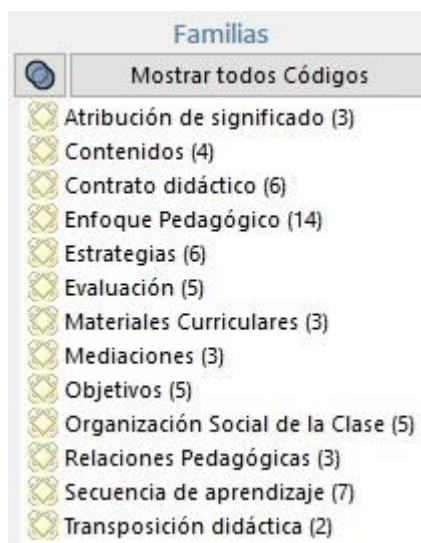 Familias
Mostrar todos Códigos
Atribución de significado (3)
Contenidos (4)
Contrato didáctico (6)
Enfoque Pedagógico (14)
Estrategias (6)
Evaluación (5)
Materiales Curriculares (3)
Mediaciones (3)
Objetivos (5)
Organización Social de la Clase (5)
Relaciones Pedagógicas (3)
Secuencia de aprendizaje (7)
Transposición didáctica (2)